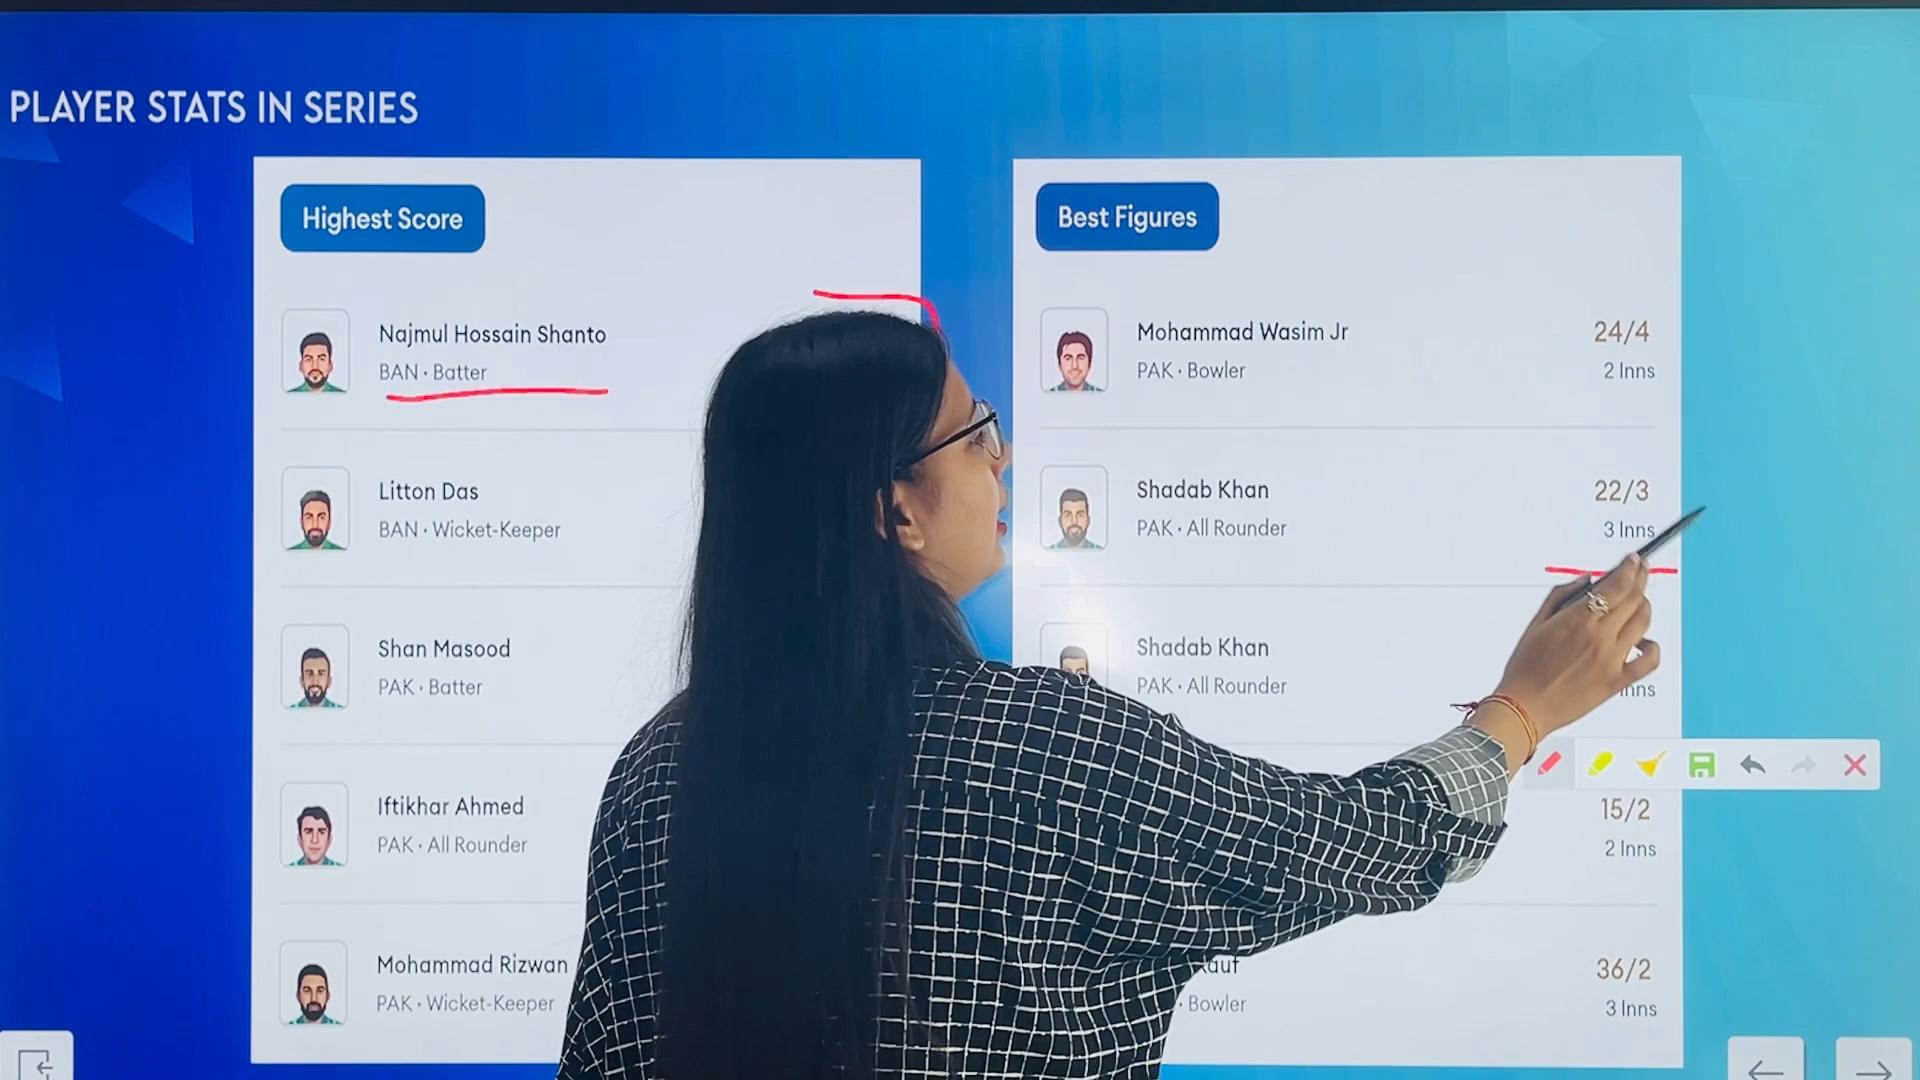 PLAYER STATS IN SERIES
Highest Score
Najmul Hossain Shanto
BAN · Batter
Litton Das
BAN · Wicket-Keeper
Shan Masood
PAK · Batter
Iftikhar Ahmed
PAK · All Rounder
Mohammad Rizwan
PAK · Wicket-Keeper
Best Figures
Mohammad Wasim Jr
24/4
PAK · Bowler
2 Inns
Shadab Khan
22/3
PAK · All Rounder
3 Inns
Shadab Khan
PAK · All Rounder
15/2
2 Inns
36/2
· Bowler
3 Inns